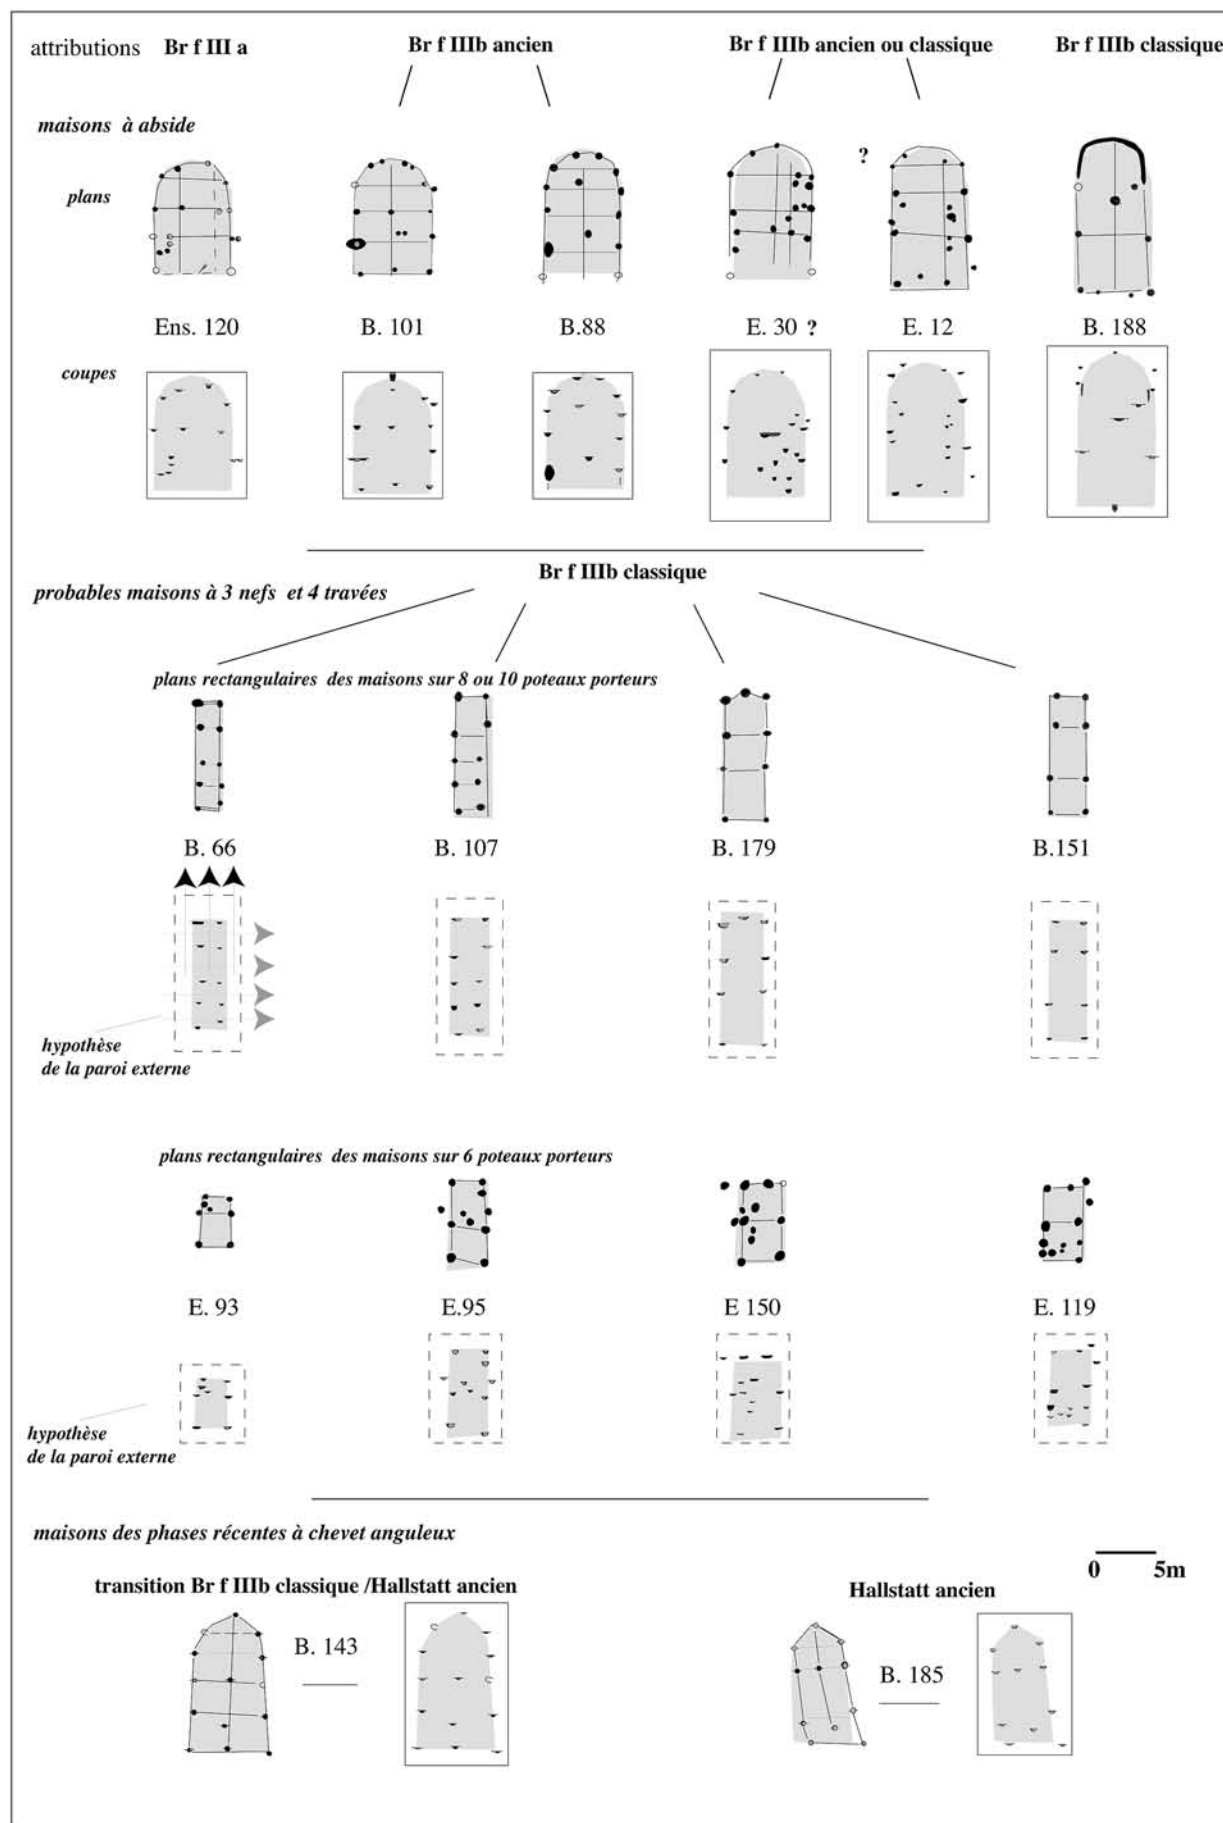 attributions Br f III a Br f IIIb ancien Br f IIIb ancien ou classique Br f IIIb classique
maisons à abside
?
plans
Ens. 120 B. 101 B.88 E. 30 ? E. 12 B. 188
coupes
Br f IIIb classique
probables maisons à 3 nefs et 4 travées
plans rectangulaires des maisons sur 8 ou 10 poteaux porteurs
B. 66 B. 107 B. 179 B.151
hypothèse
de la paroi externe
plans rectangulaires des maisons sur 6 poteaux porteurs
E. 93 E.95 E 150 E. 119
hypothèse
de la paroi externe
maisons des phases récentes à chevet anguleux
0 5m
transition Br f IIIb classique /Hallstatt ancien Hallstatt ancien
B. 143 B. 185